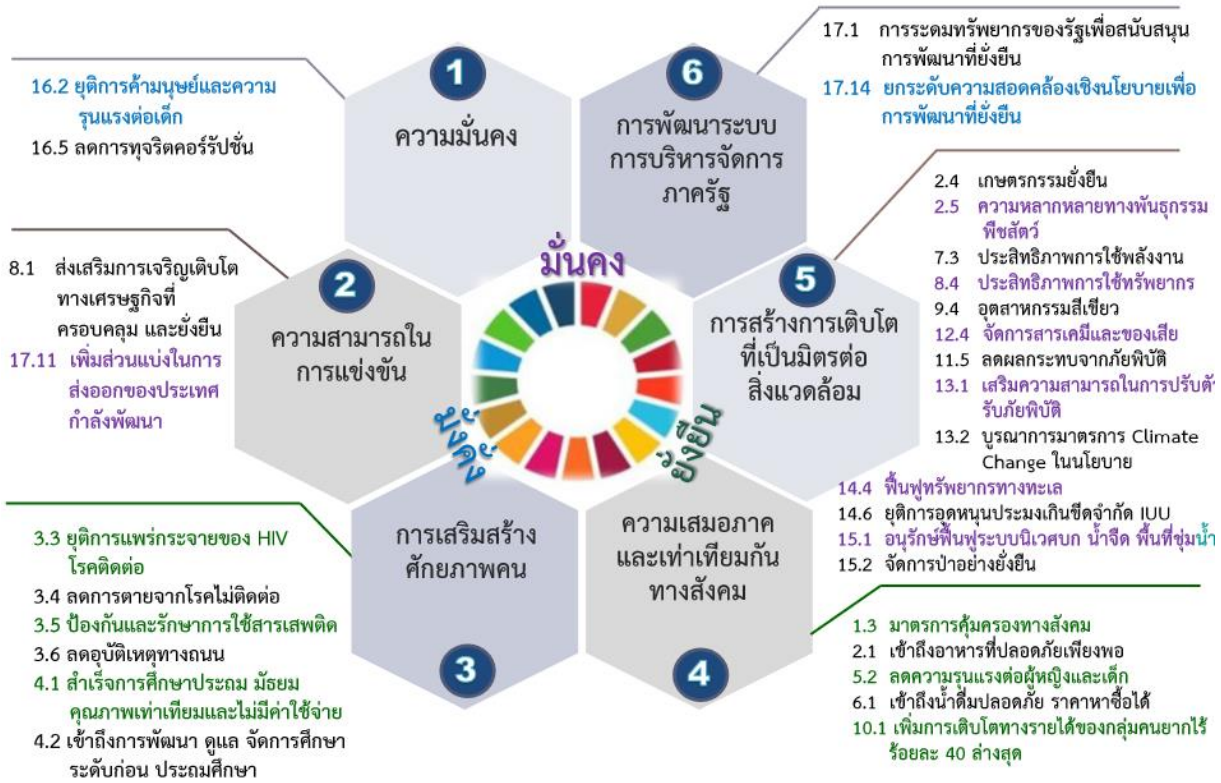 1
ความมั่นคง
16.2 ยุติการค้ามนุษย์และความ
รุนแรงต่อเด็ก
16.5 ลดการทุจริตคอร์รัปชั่น
2
ความสามารถใน
การแข่งขัน
8.1 ส่งเสริมการเจริญเติบโต
ทางเศรษฐกิจที่
ครอบคลุม และยั่งยืน
17.11 เพิ่มส่วนแบ่งในการ
ส่งออกของประเทศ
กำลังพัฒนา
การเสริมสร้าง
ศักยภาพคน
3
3.3 ยุติการแพร่กระจายของ HIV
โรคติดต่อ
3.4 ลดการตายจากโรคไม่ติดต่อ
3.5 ป้องกันและรักษาการใช้สารเสพติด
3.6 ลดอุบัติเหตุทางถนน
4.1 สำเร็จการศึกษาประถม มัธยม
คุณภาพเท่าเทียมและไม่มีค่าใช้จ่าย
4.2 เข้าถึงการพัฒนา ดูแล จัดการศึกษา
ระดับก่อน ประถมศึกษา
มั่นคง
มั่งคั่ง
ยั่งยืน
6
การพัฒนาระบบ
การบริหารจัดการ
ภาครัฐ
17.1 การระดมทรัพยากรของรัฐเพื่อสนับสนุน
การพัฒนาที่ยั่งยืน
17.14 ยกระดับความสอดคล้องเชิงนโยบายเพื่อ
การพัฒนาที่ยั่งยืน
5
การสร้างการเติบโต
ที่เป็นมิตรต่อ
สิ่งแวดล้อม
2.4 เกษตรกรรมยั่งยืน
2.5 ความหลากหลายทางพันธุกรรม
พืชสัตว์
7.3 ประสิทธิภาพการใช้พลังงาน
8.4 ประสิทธิภาพการใช้ทรัพยากร
9.4 อุตสาหกรรมสีเขียว
12.4 จัดการสารเคมีและของเสีย
11.5 ลดผลกระทบจากภัยพิบัติ
13.1 เสริมความสามารถในการปรับตัว
รับภัยพิบัติ
13.2 บูรณาการมาตรการ Climate
Change ในนโยบาย
14.4 ฟื้นฟูทรัพยากรทางทะเล
14.6 ยุติการอุดหนุนประมงเกินขีดจำกัด IUU
15.1 อนุรักษ์ฟื้นฟูระบบนิเวศบก น้ำจืด พื้นที่ชุ่มน้ำ
15.2 จัดการป่าอย่างยั่งยืน
ความเสมอภาค
และเท่าเทียมกัน
ทางสังคม
4
1.3 มาตรการคุ้มครองทางสังคม
2.1 เข้าถึงอาหารที่ปลอดภัยเพียงพอ
5.2 ลดความรุนแรงต่อผู้หญิงและเด็ก
6.1 เข้าถึงน้ำดื่มปลอดภัย ราคาหาซื้อได้
10.1 เพิ่มการเติบโตทางรายได้ของกลุ่มคนยากไร้
ร้อยละ 40 ล่างสุด